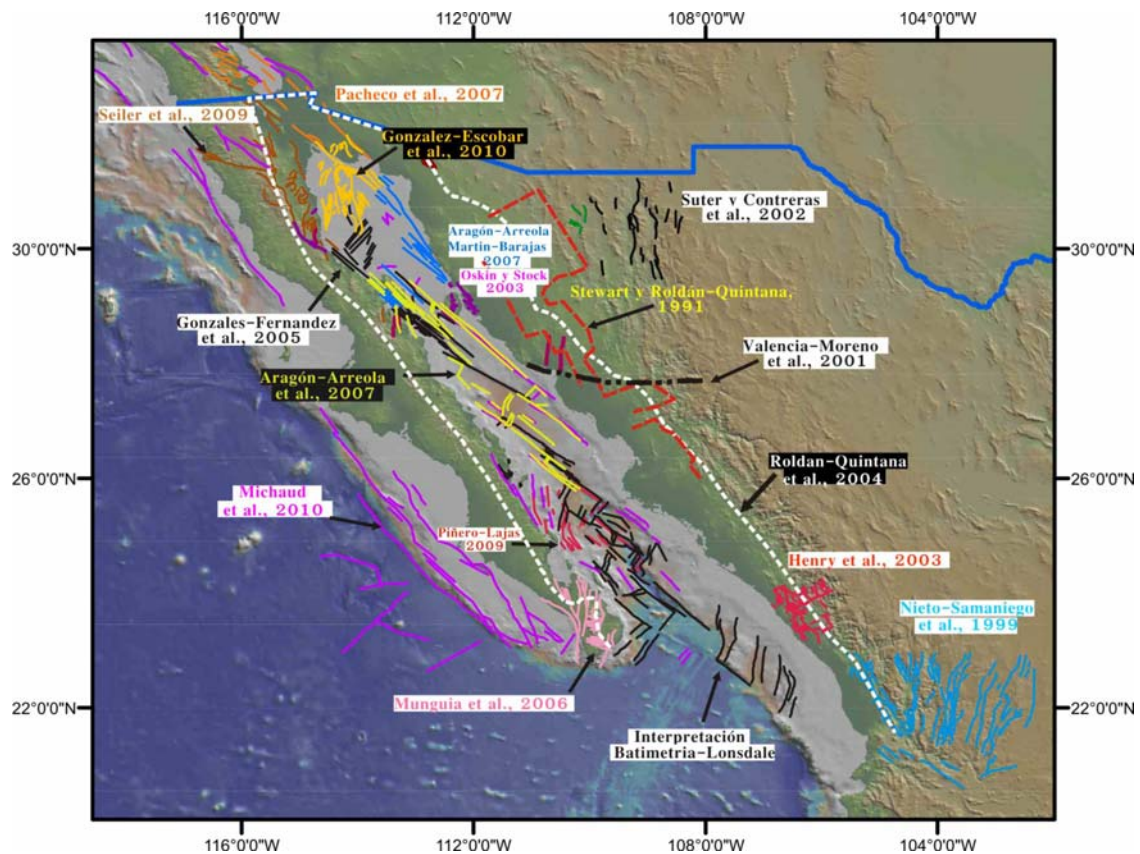 116°0'0"W 112°0'0"W 108°0'0"W 104°0'0"W
Pacheco et al., 2007
Seiler et al., 2009
Gonzalez-Escobar
et al., 2010
Suter y Contreras
et al., 2002
30°0'0"N
Aragón-Arreola
Martin-Barajas
2007
Oskin y Stock
2003
30°0'0"N
Stewart y Roldán-Quintana,
1991
Gonzales-Fernandez
et al., 2005
Valencia-Moreno
et al., 2001
Aragón-Arreola
et al., 2007
Roldan-Quintana
et al., 2004
26°0'0"N
26°0'0"N
Michaud
et al., 2010
Piñero-Lajas
2009
Henry et al., 2003
Nieto-Samaniego
et al., 1999
Munguia et al., 2006
22°0'0"N
22°0'0"N
Interpretación
Batimetria-Lonsdale
116°0'0"W 112°0'0"W 108°0'0"W 104°0'0"W